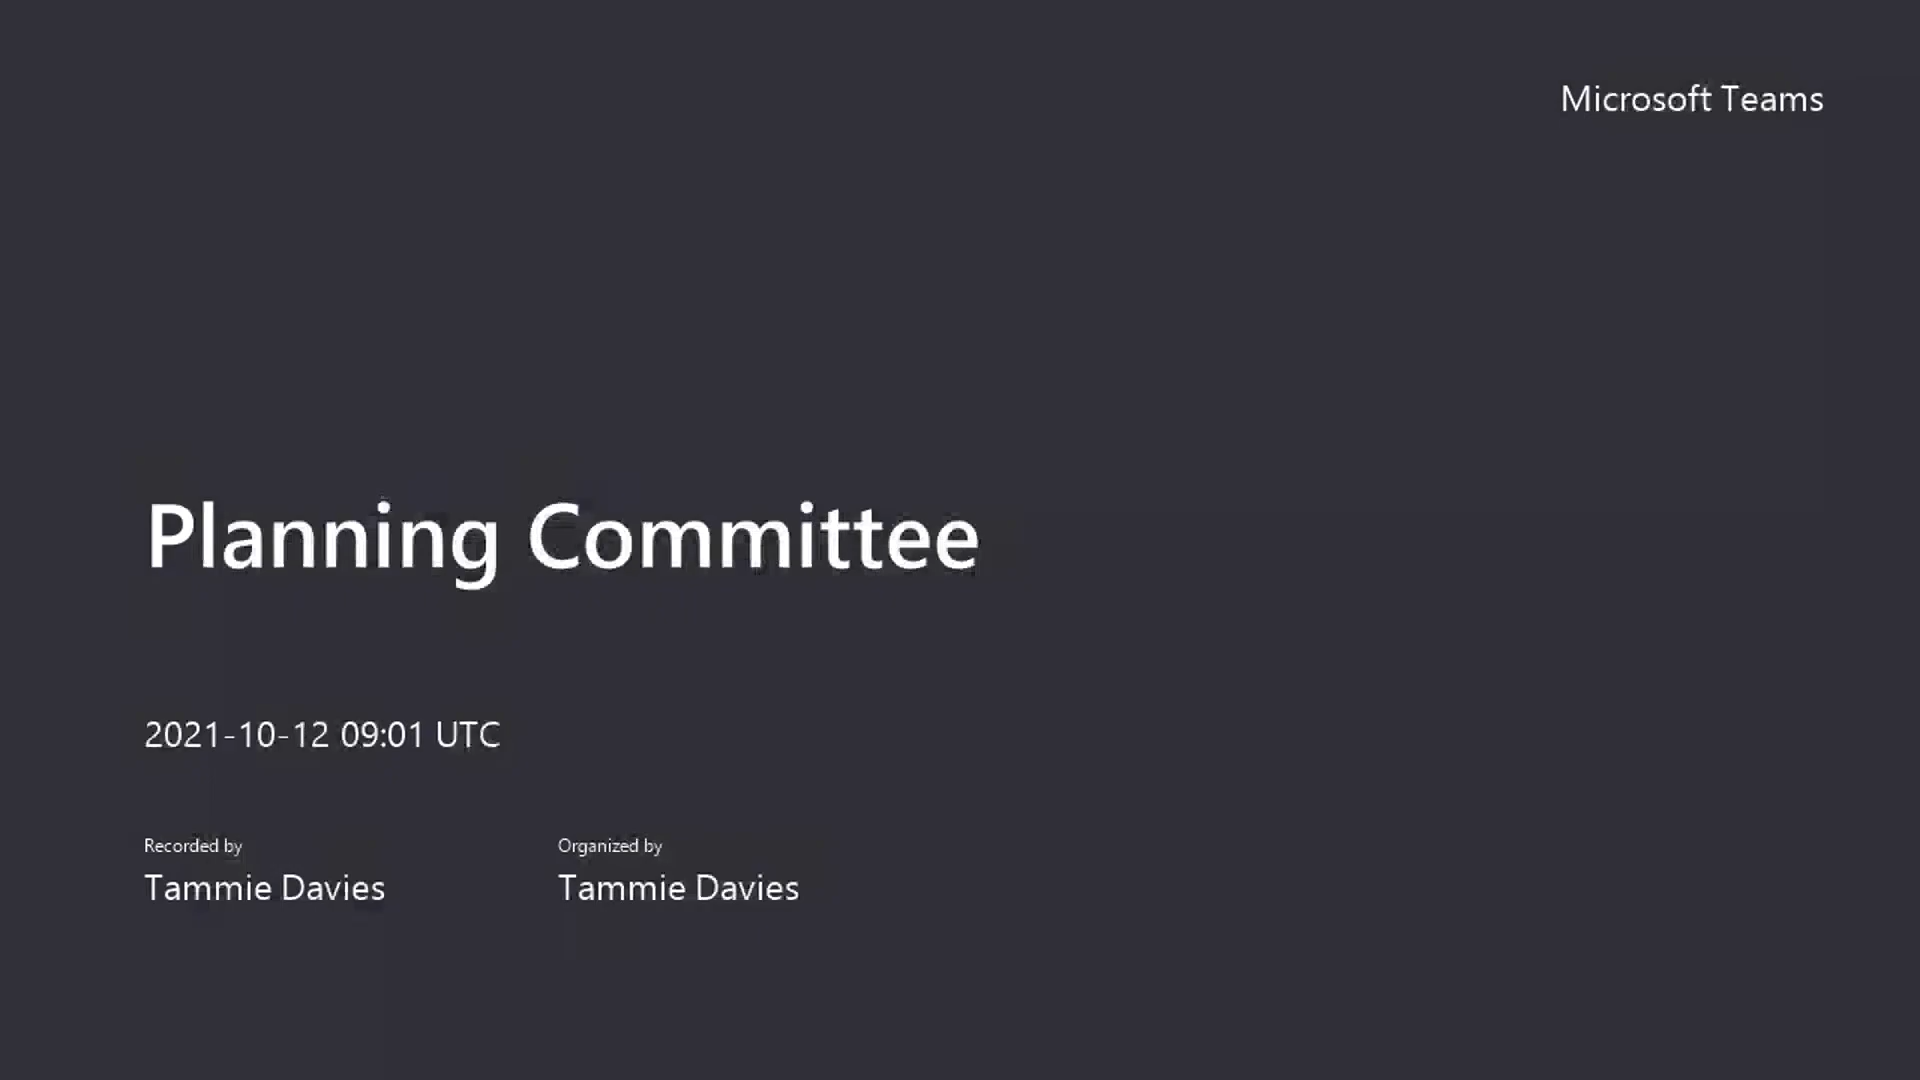 Microsoft Teams
Planning Committee
2021-10-12 09:01 UTC
Recorded by
Tammie Davies
Organized by
Tammie Davies